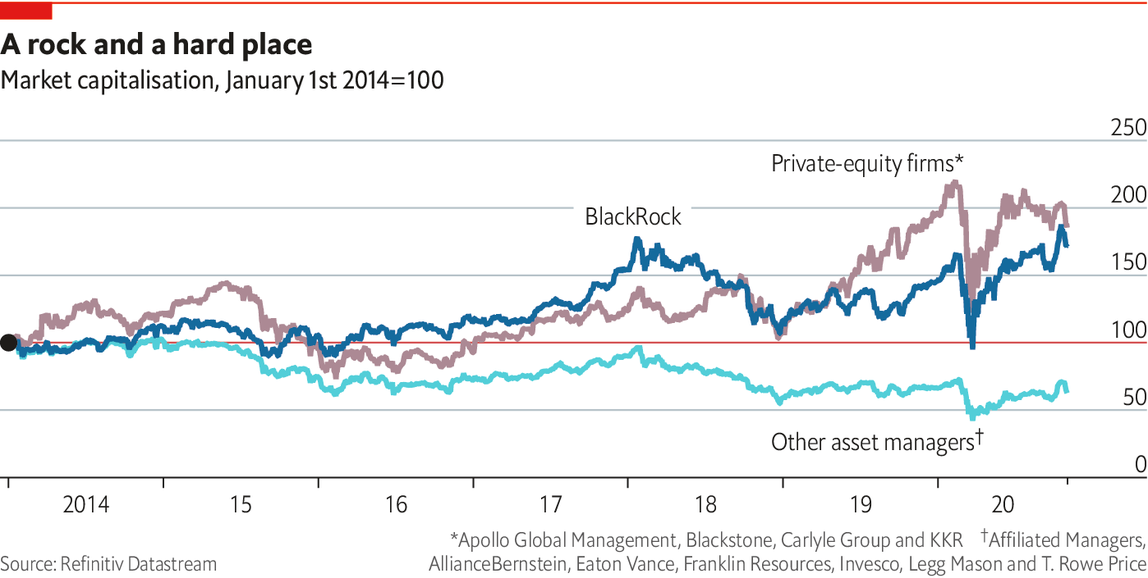 A rock and a hard place
Market capitalisation, January 1st 2014=100
250
Private-equity firms*
200
BlackRock
150
100
50
Other asset managers†
0
2014 15 16 17 18 19 20
*Apollo Global Management, Blackstone, Carlyle Group and KKR †Affiliated Managers,
Source: Refinitiv Datastream AllianceBernstein, Eaton Vance, Franklin Resources, Invesco, Legg Mason and T. Rowe Price